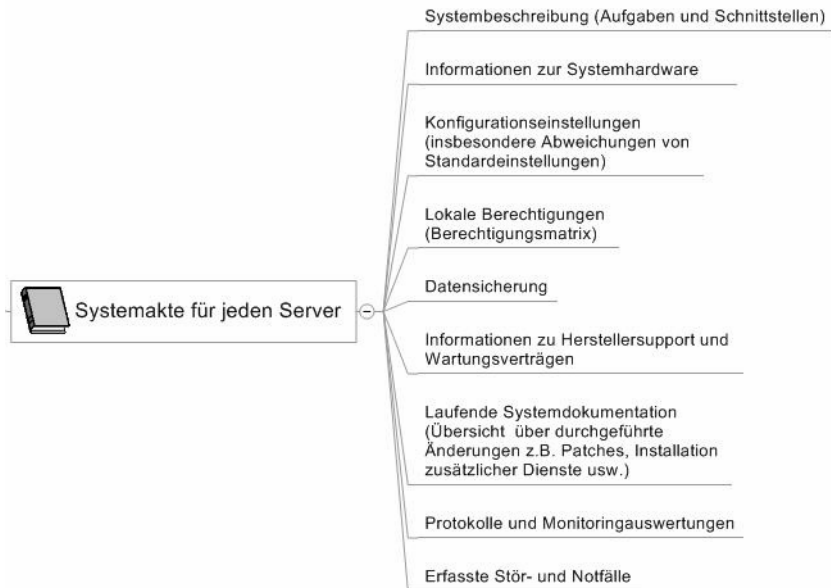 Systembeschreibung (Aufgaben und Schnittstellen)
Informationen zur Systemhardware
Konfigurationseinstellungen
(insbesondere Abweichungen von
Standardeinstellungen)
Lokale Berechtigungen
(Berechtigungsmatrix)
Datensicherung
Systemakte für jeden Server
Informationen zu Herstellersupport und
Wartungsverträgen
Laufende Systemdokumentation
(Übersicht über durchgeführte
Änderungen z.B. Patches, Installation
zusätzlicher Dienste usw.)
Protokolle und Monitoringauswertungen
Erfasste Stör- und Notfälle